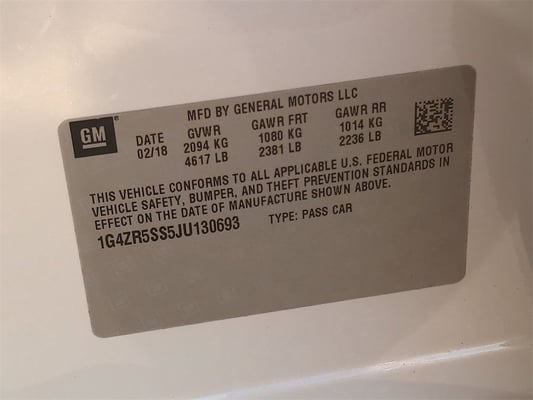 MFD BY GENERAL MOTORS LLC
GM
DATE GVWR GAWR FRT GAWR RR
02/18 2094 KG 1080 KG 1014 KG
4617 LB 2381 LB 2236 LB
THIS VEHICLE CONFORMS TO ALL APPLICABLE U.S. FEDERAL MOTOR
VEHICLE SAFETY, BUMPER, AND THEFT PREVENTION STANDARDS IN
EFFECT ON THE DATE OF MANUFACTURE SHOWN ABOVE.
1G4ZR5SS5JU130693 TYPE: PASS CAR